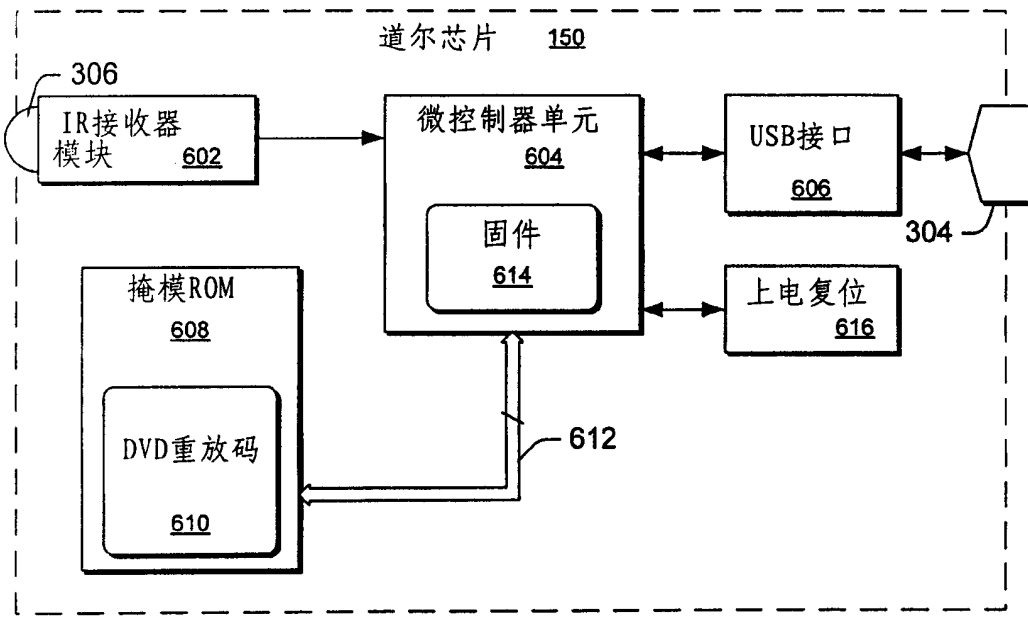 道尔芯片 150
306
IR接收器
模块 602
微控制器单元
604
固件
614
USB接口
606
304
上电复位
616
掩模ROM
608
DVD重放码
610
612